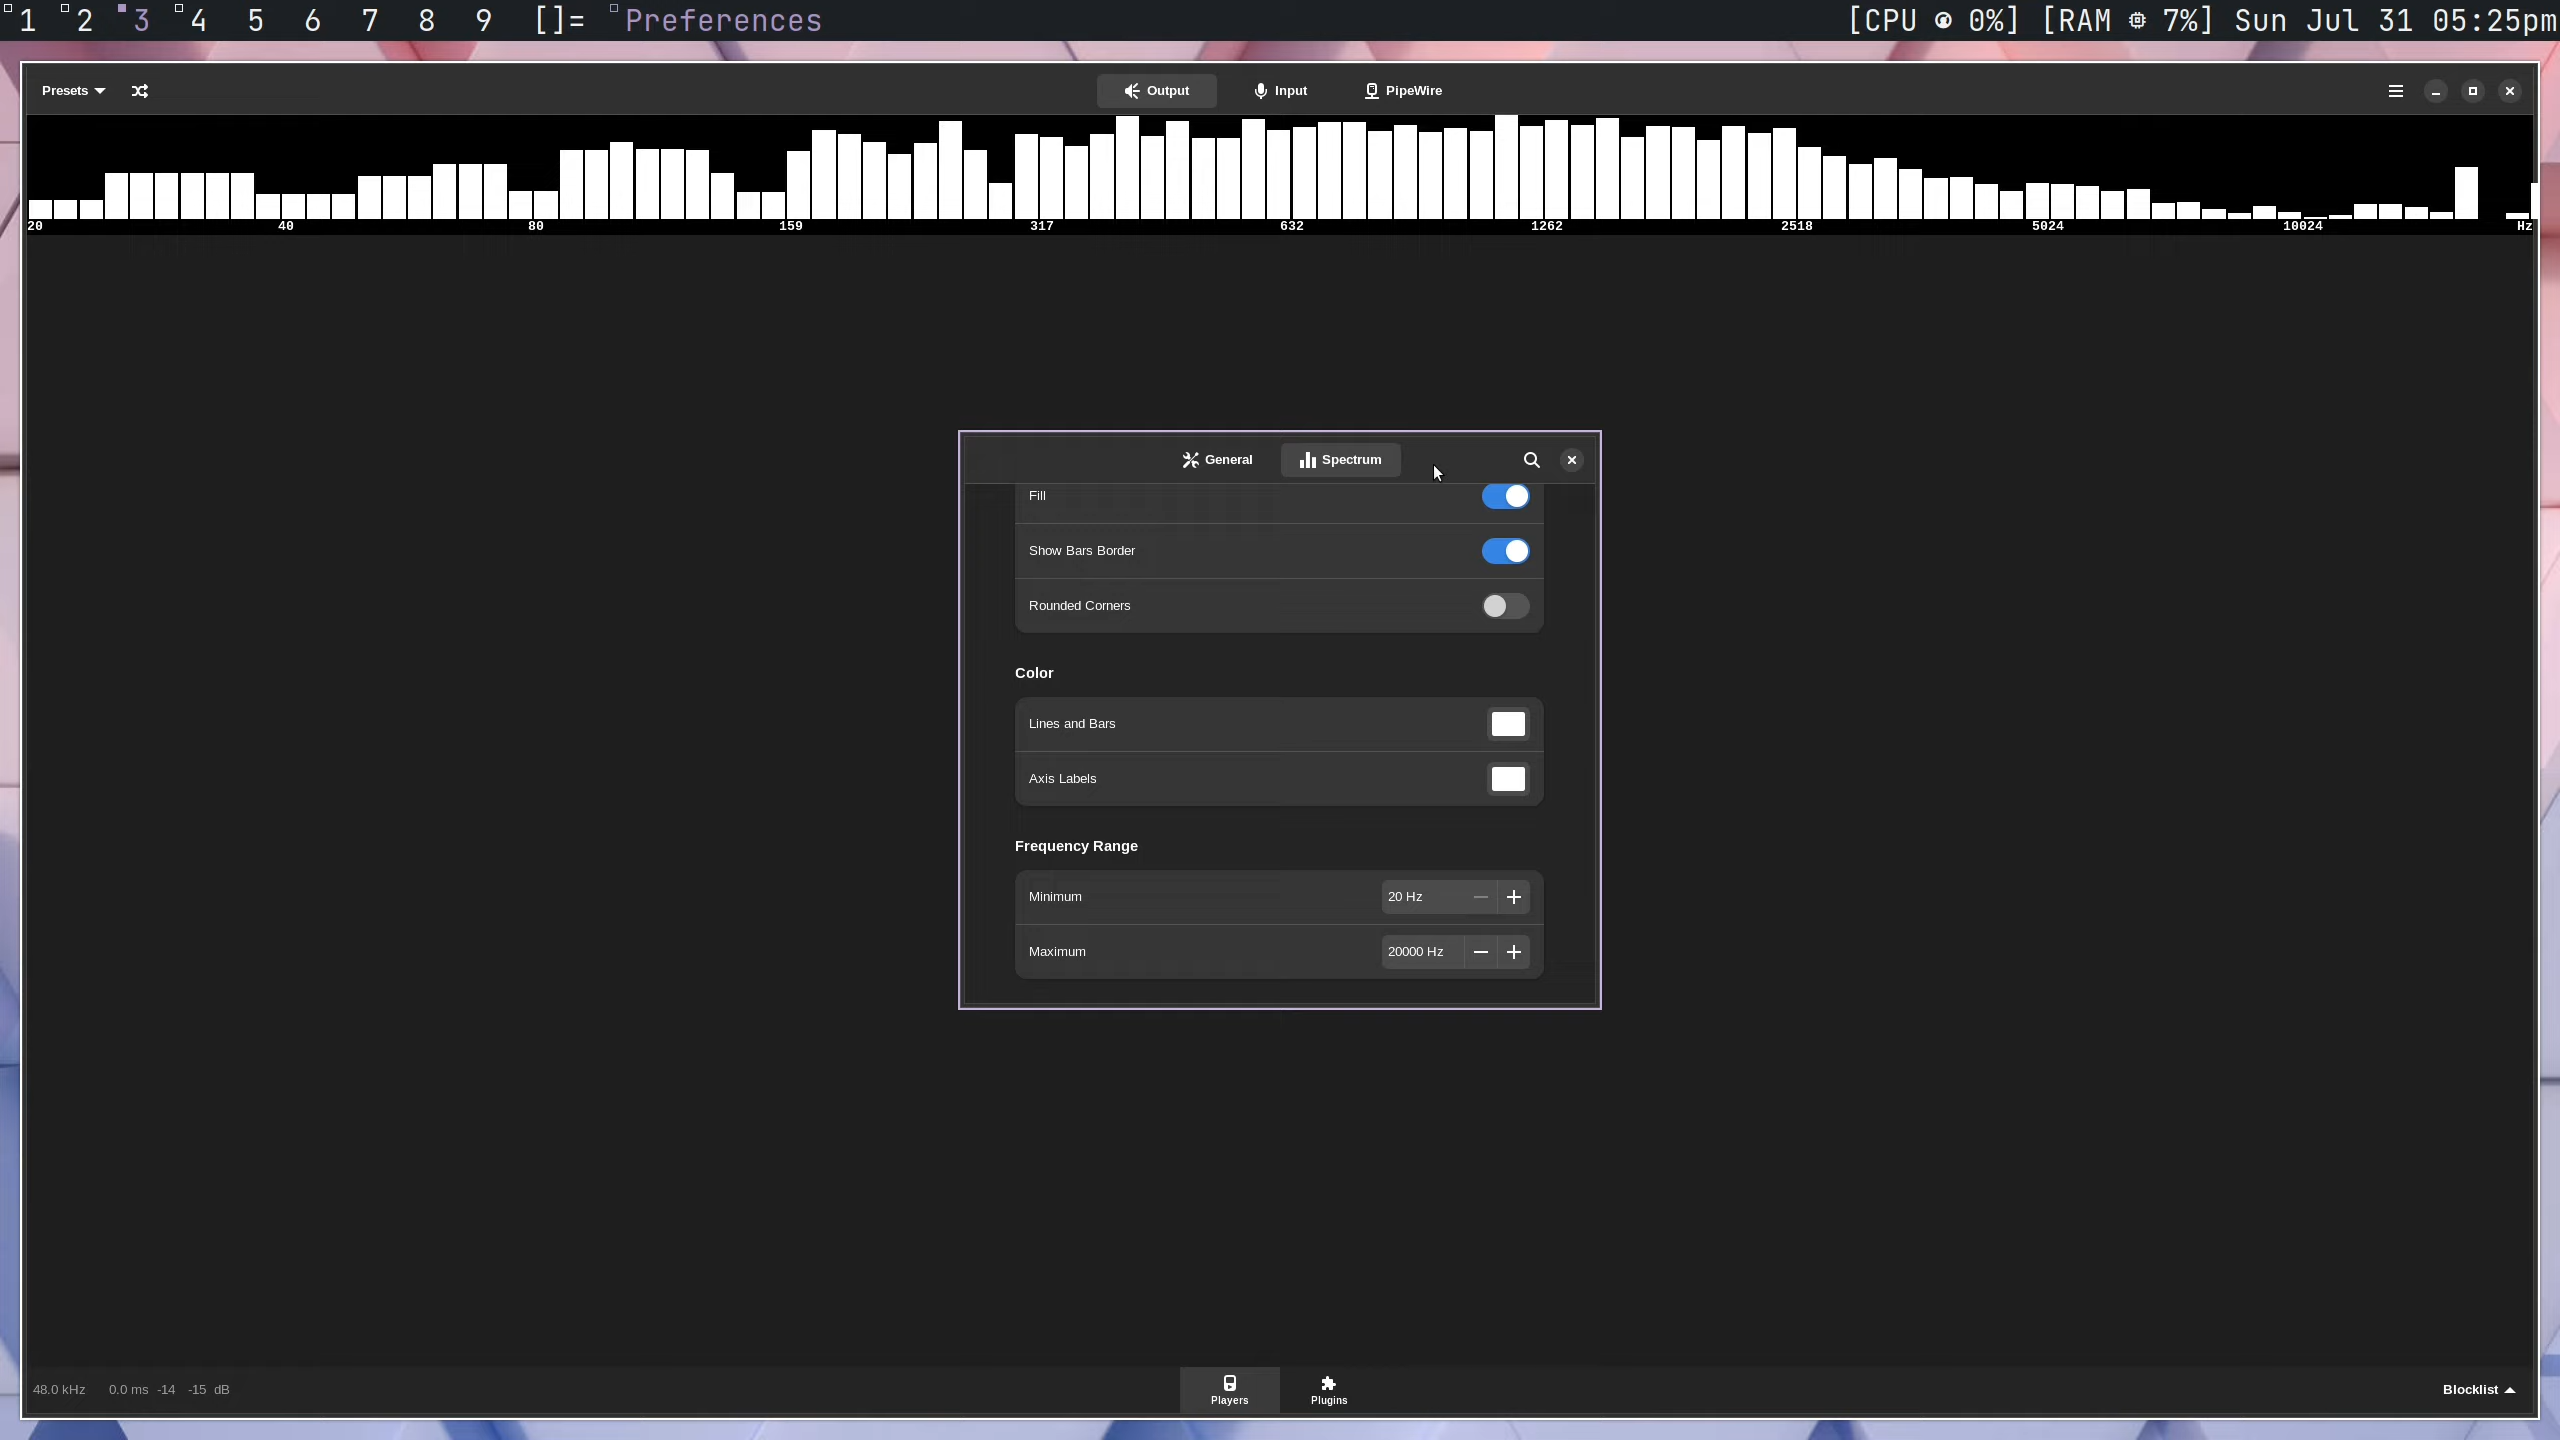 1 2 3 4 5 6 7 8 9 []= Preferences [CPU 0%] [RAM 7%] Sun Jul 31 05:25pm
Presets Output Input PipeWire
20 40 80 159 317 632 1262 2518 5024 10024 Hz
General Spectrum
Fill
Show Bars Border
Rounded Corners
Color
Lines and Bars
Axis Labels
Frequency Range
Minimum 20 Hz
Maximum 20000 Hz
48.0 kHz 0.0 ms -14 -15 dB Players Plugins Blocklist